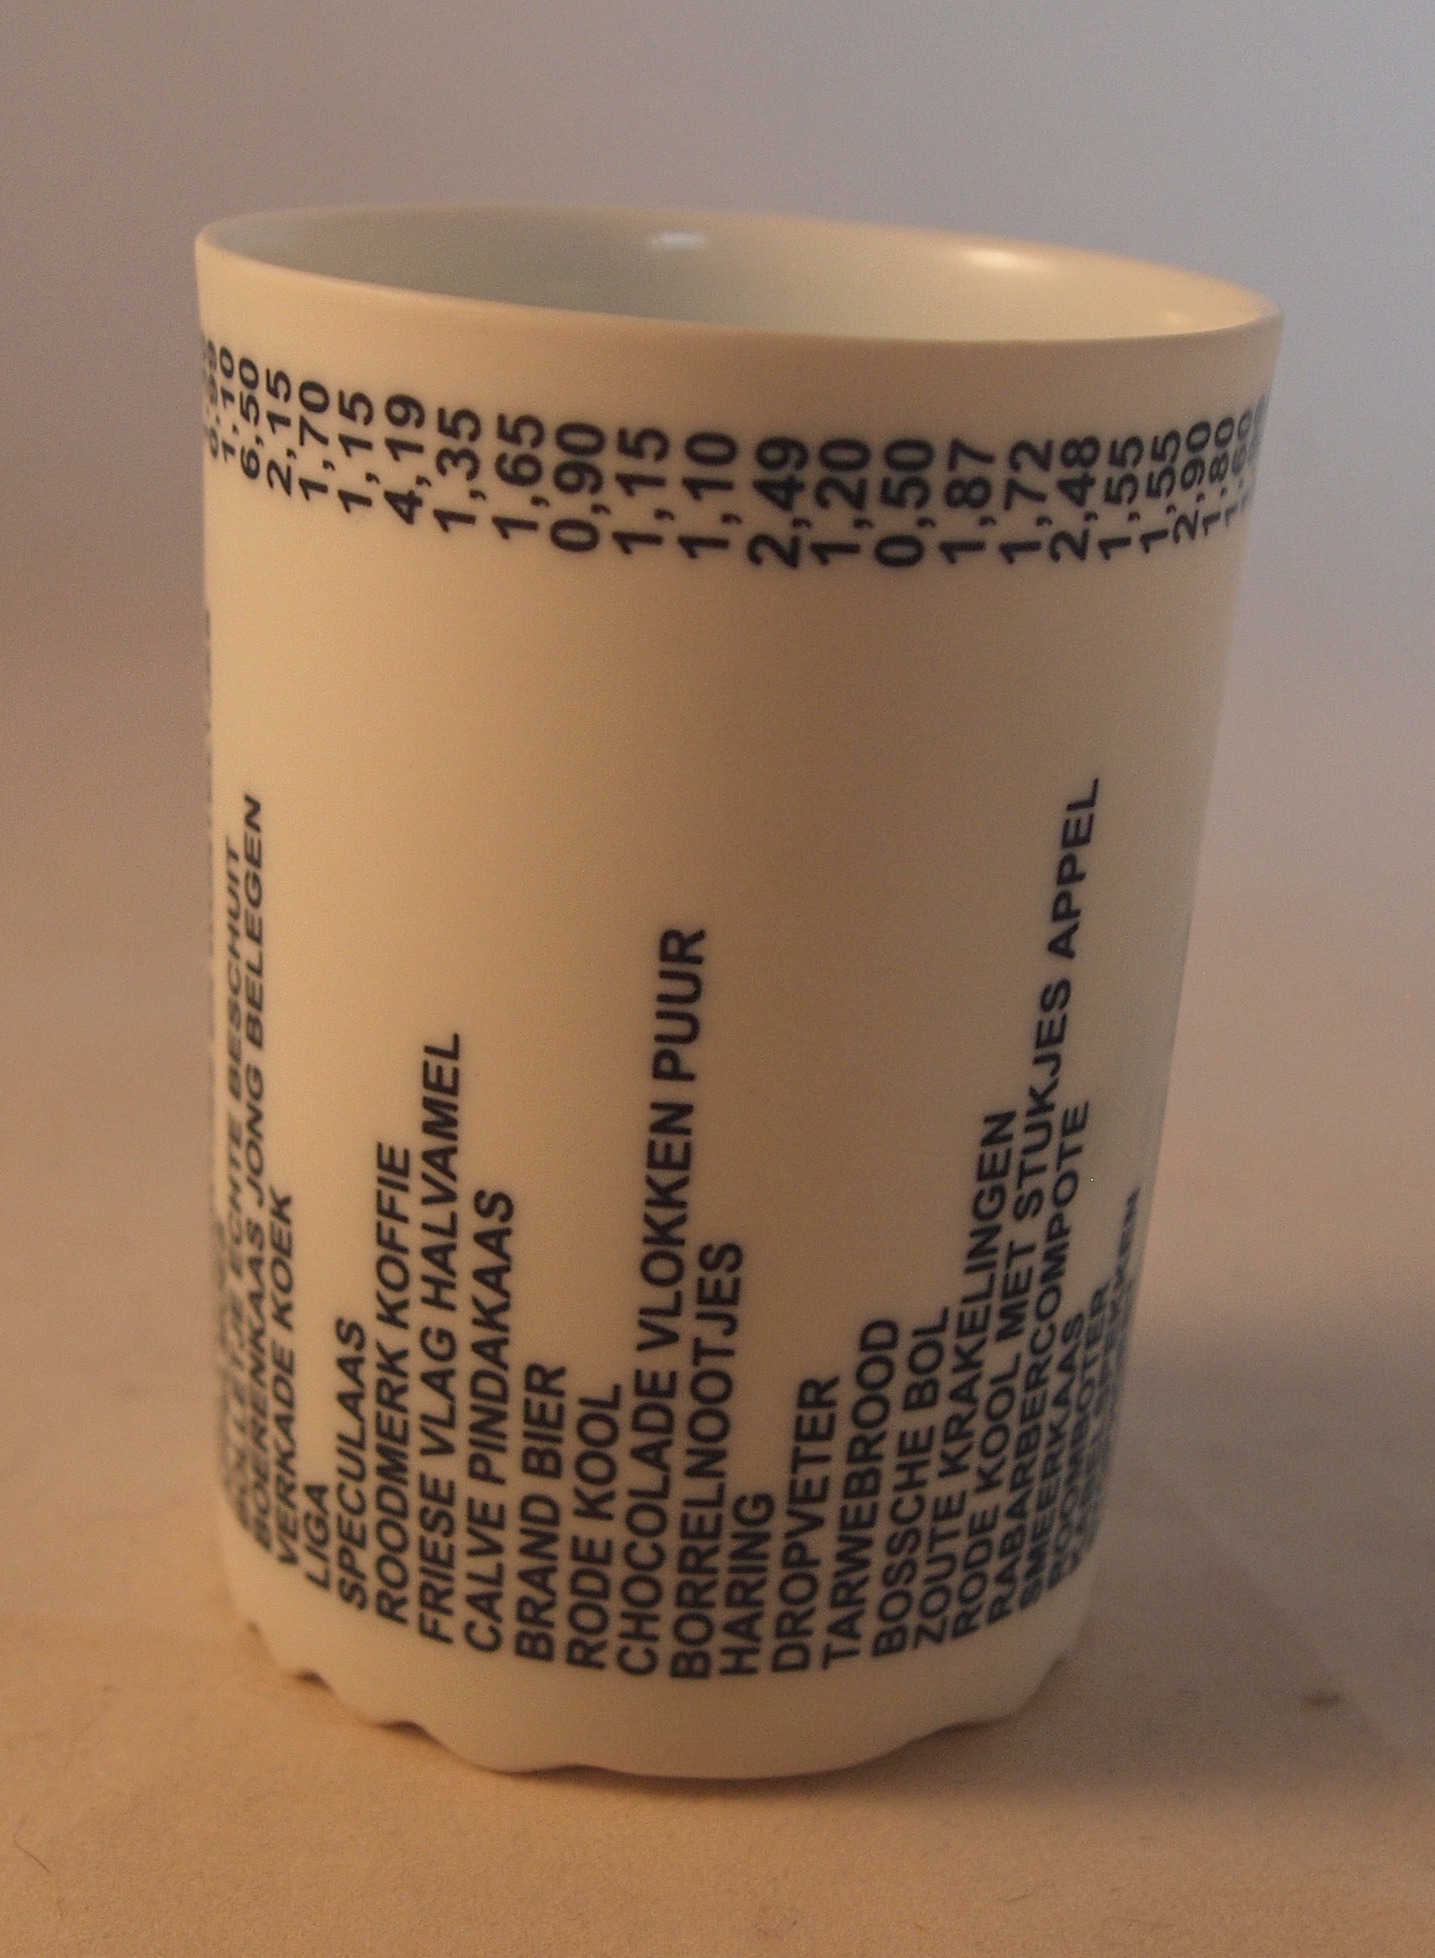 BOLLETJE ECHTE BESCHUIT 1,10
BOERENKAAS JONG BELEGEN 6,50
VERKADE KOEK 2,15
LIGA 1,70
SPECULAAS 1,15
ROODMERK KOFFIE 4,19
FRIESE VLAG HALVAMEL 1,35
CALVE PINDAKAAS 1,65
BRAND BIER 0,90
RODE KOOL 1,15
CHOCOLADE VLOKKEN PUUR 1,10
BORRELNOOTJES 2,49
HARING 1,20
DROPVETER 0,50
TARWEBROOD 1,87
BOSSCHE BOL 1,72
ZOUTE KRAKELINGEN 2,48
RODE KOOL MET STUKJES APPEL 1,55
RABARBERCOMPOTE 1,55
SMEERKAAS 2,90
ROOMBOTER 1,80